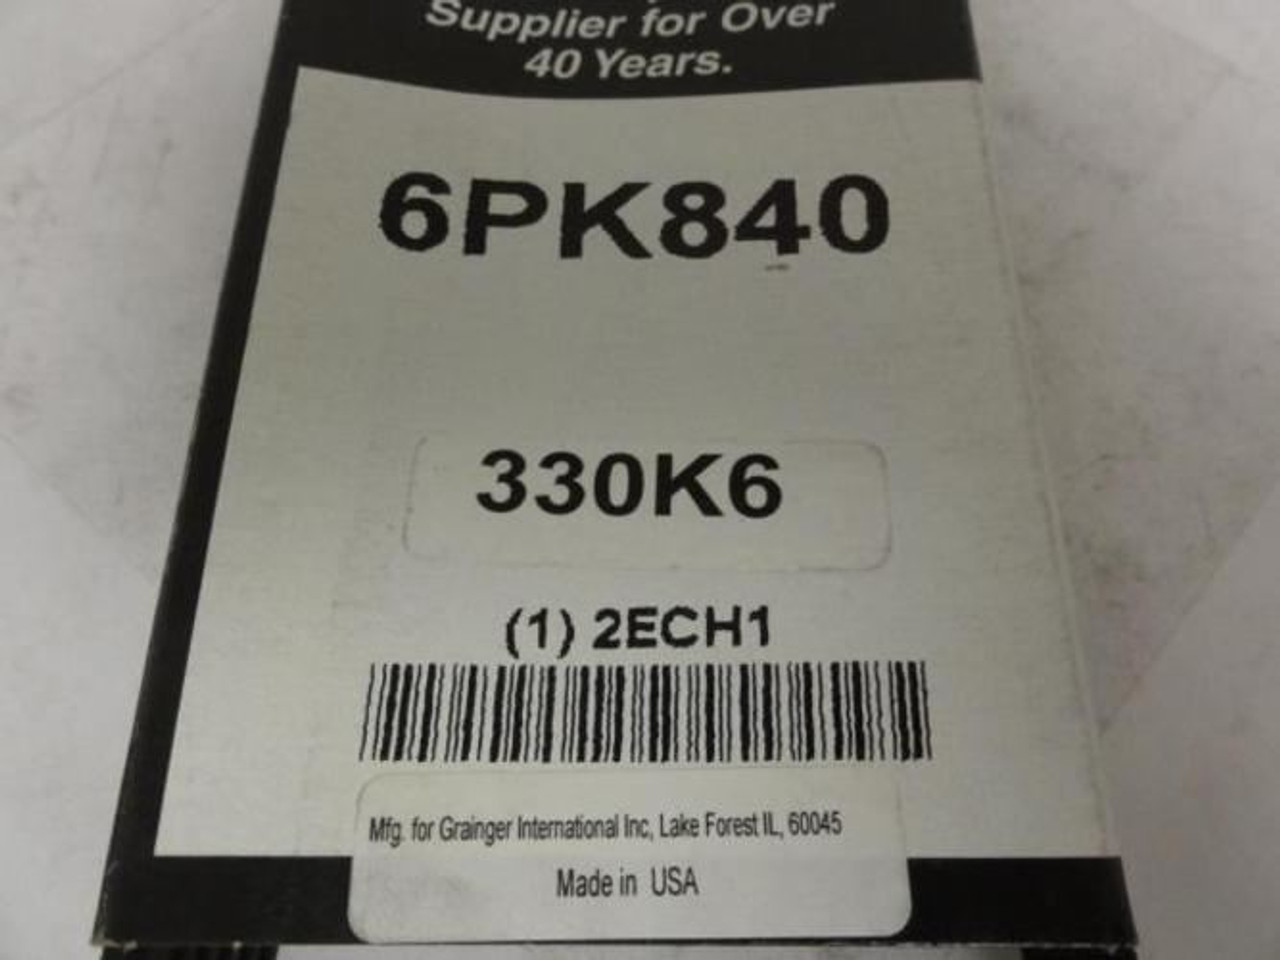 Supplier for Over
40 Years.
6PK840
330K6
(1) 2ECH1
Mfg. for Grainger International Inc, Lake Forest IL, 60045
Made in USA